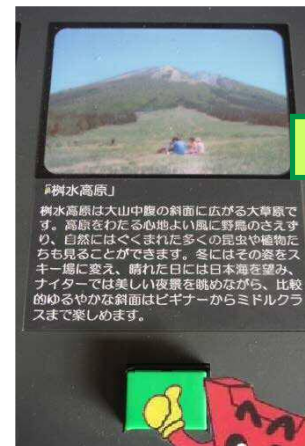 「桝水高原」
桝水高原は大山中腹の斜面に広がる大草原で
す。高原をわたる心地よい風に野鳥のさえず
り、自然にはぐくまれた多くの昆虫や植物た
ちも見ることができます。冬にはその姿をス
キー場に変え、晴れた日には日本海を望み、
ナイターでは美しい夜景を眺めながら、比較
的ゆるやかな斜面はビギナーからミドルクラ
スまで楽しめます。